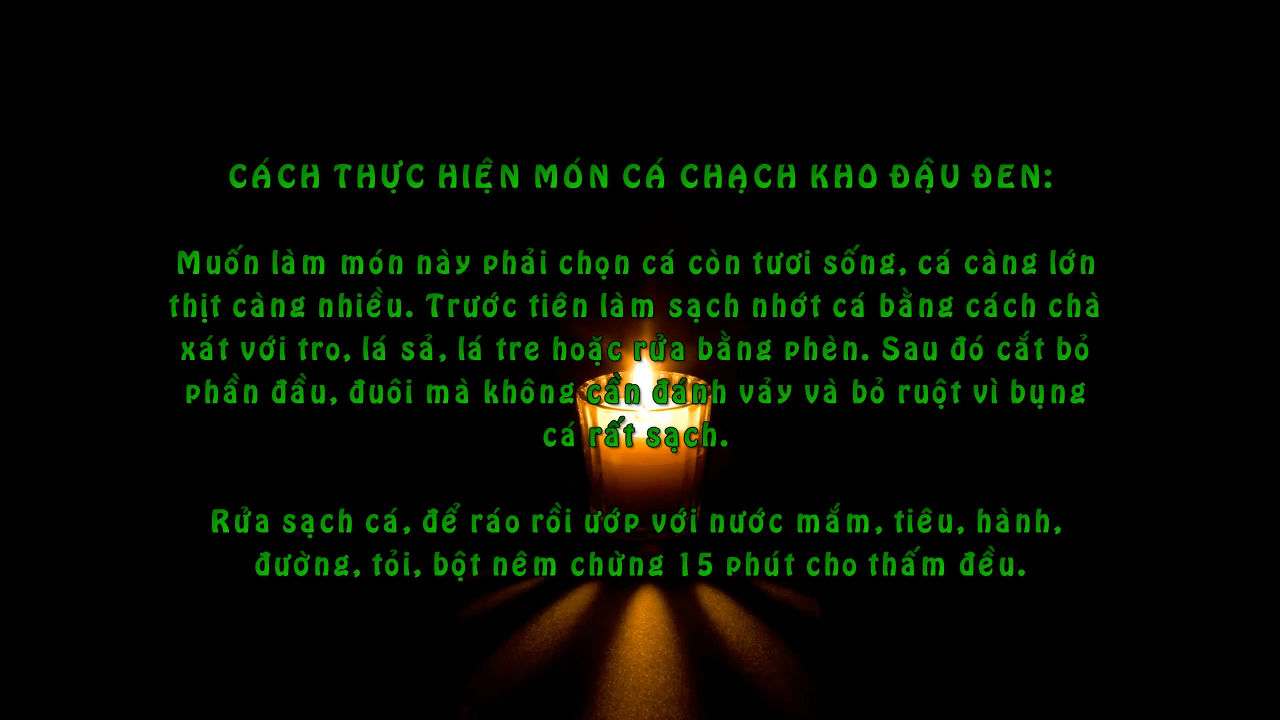 CÁCH THỰC HIỆN MÓN CÁ CHẠCH KHO ĐẬU ĐEN:
Muốn làm món này phải chọn cá còn tươi sống, cá càng lớn
thịt càng nhiều. Trước tiên làm sạch nhớt cá bằng cách chà
xát với tro, lá sả, lá tre hoặc rửa bằng phèn. Sau đó cắt bỏ
phần đầu, đuôi mà không cần đánh vảy và bỏ ruột vì bụng
cá rất sạch.
Rửa sạch cá, để ráo rồi ướp với nước mắm, tiêu, hành,
đường, tỏi, bột nêm chừng 15 phút cho thấm đều.